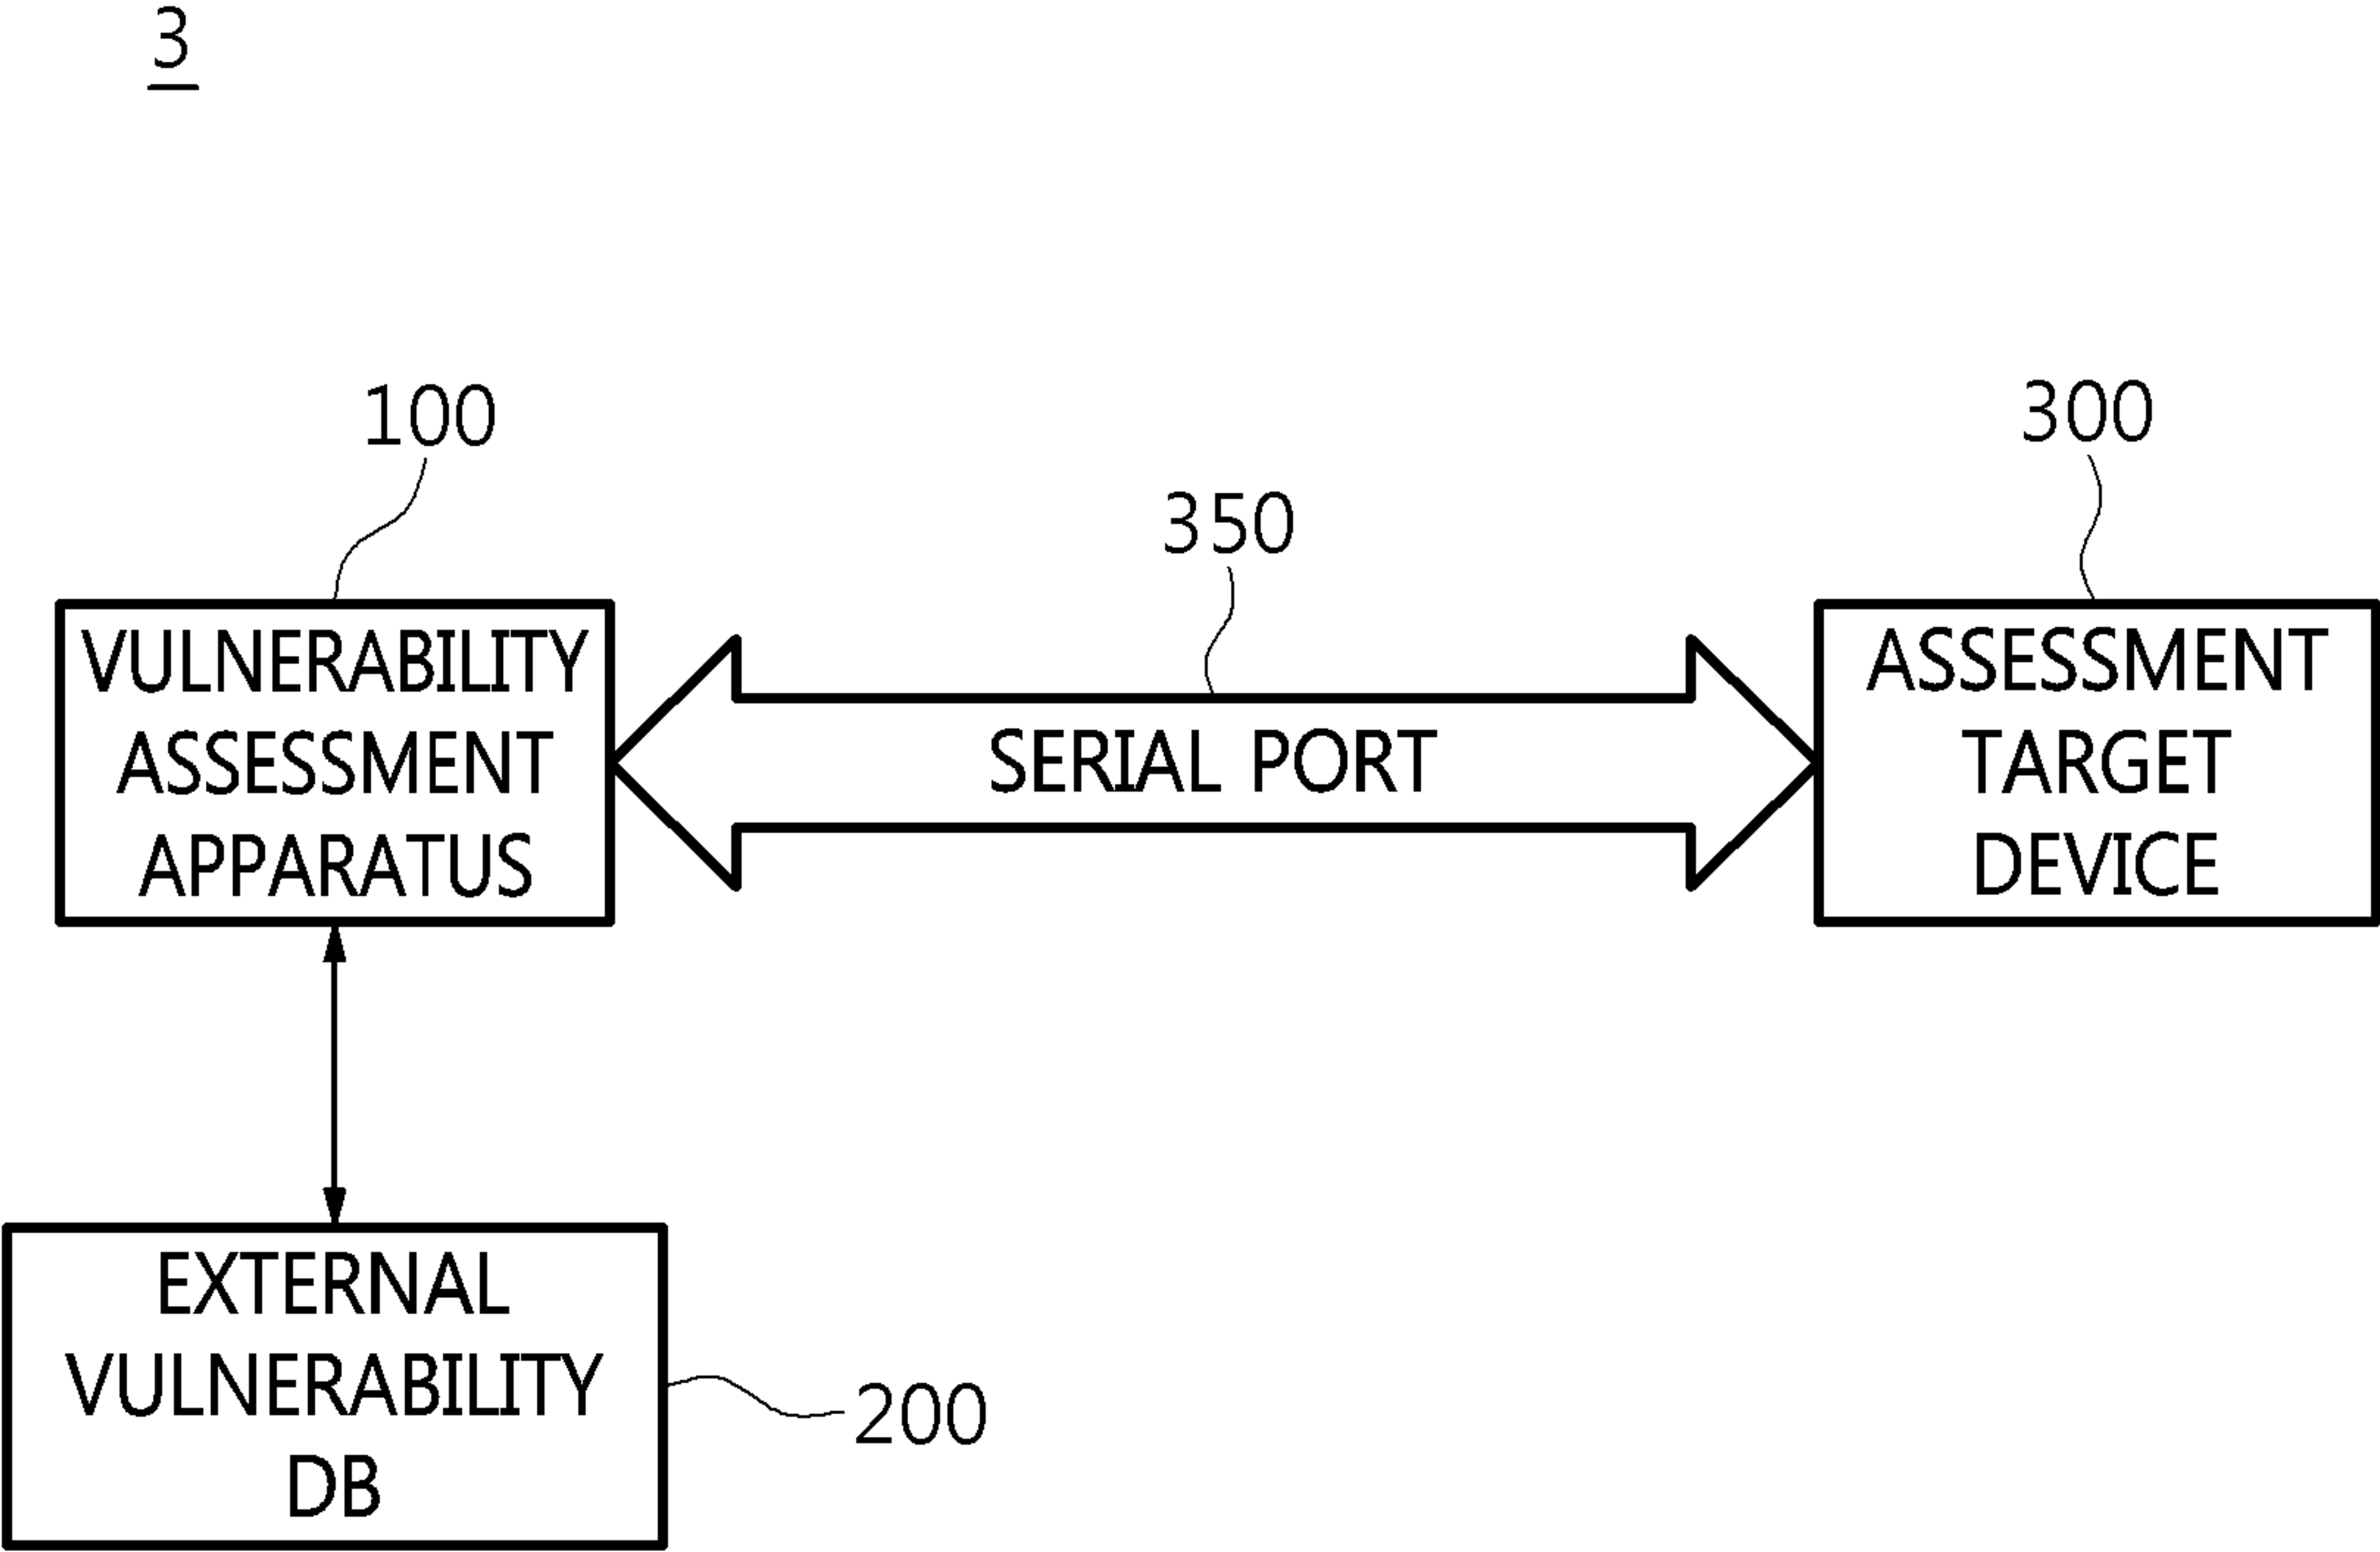 3
100
300
350
VULNERABILITY
ASSESSMENT
APPARATUS
SERIAL PORT
ASSESSMENT
TARGET
DEVICE
EXTERNAL
VULNERABILITY
DB
200